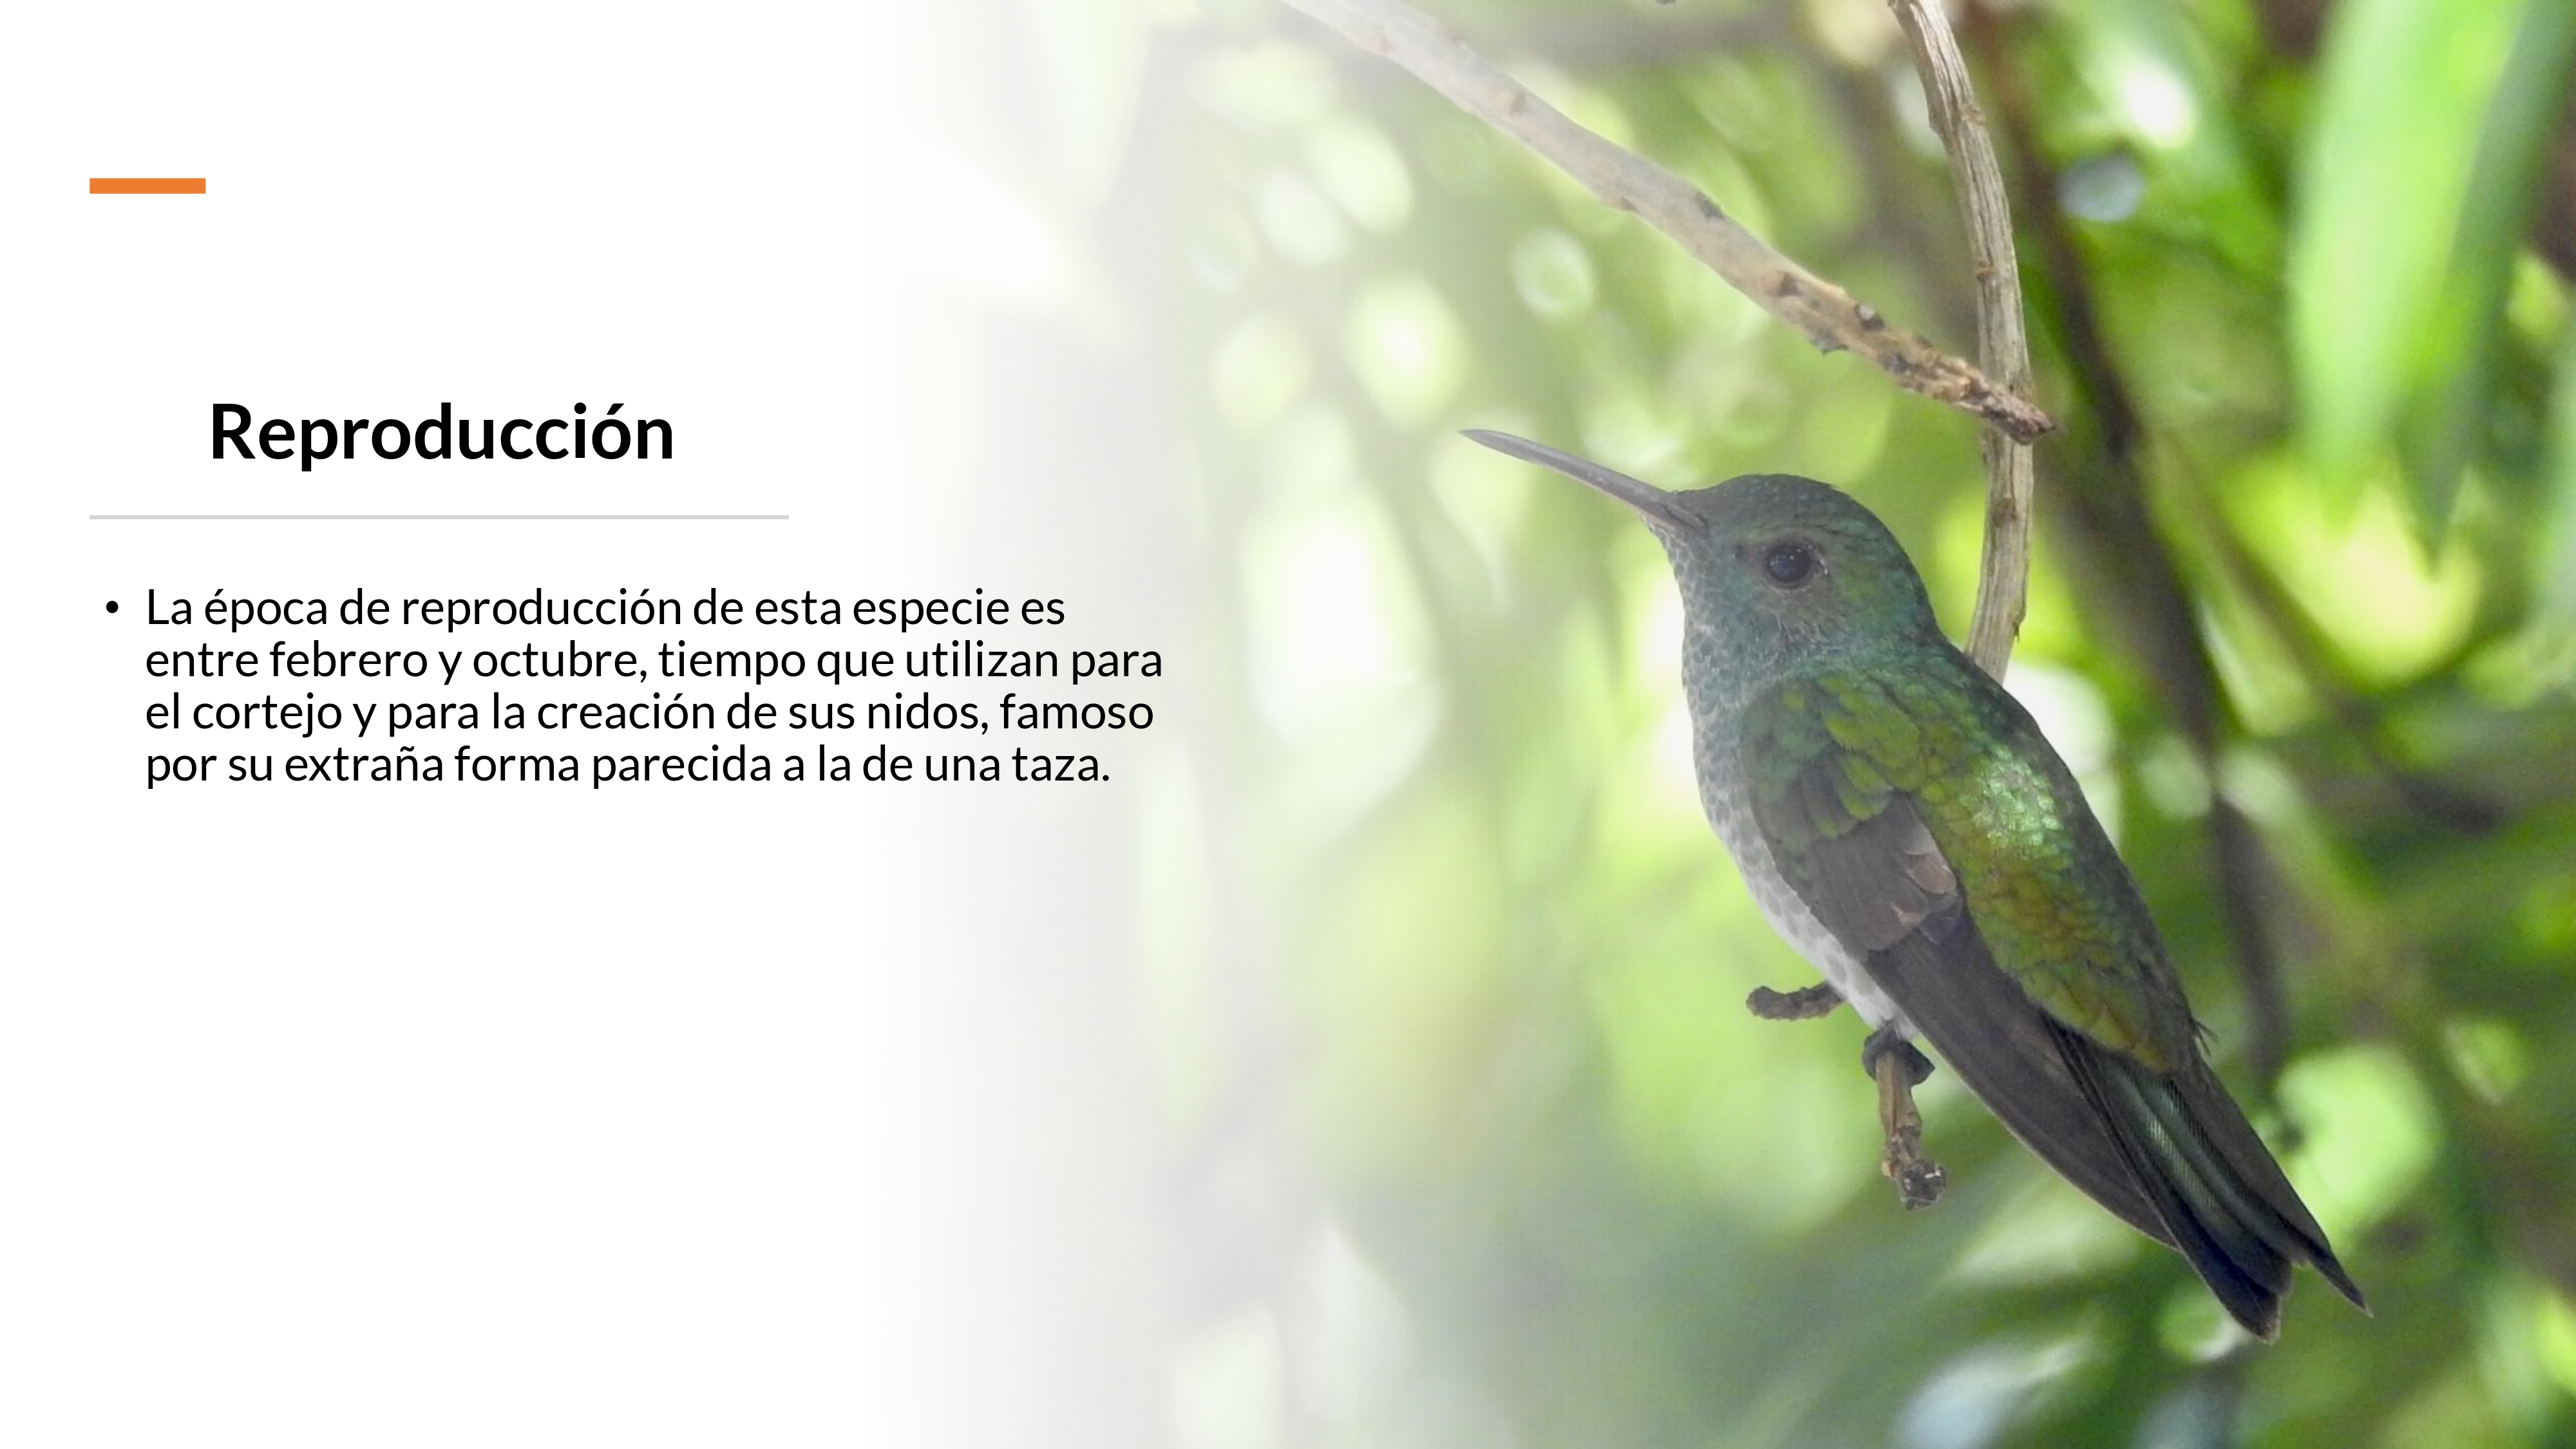 Reproducción
• La época de reproducción de esta especie es
entre febrero y octubre, tiempo que utilizan para
el cortejo y para la creación de sus nidos, famoso
por su extraña forma parecida a la de una taza.